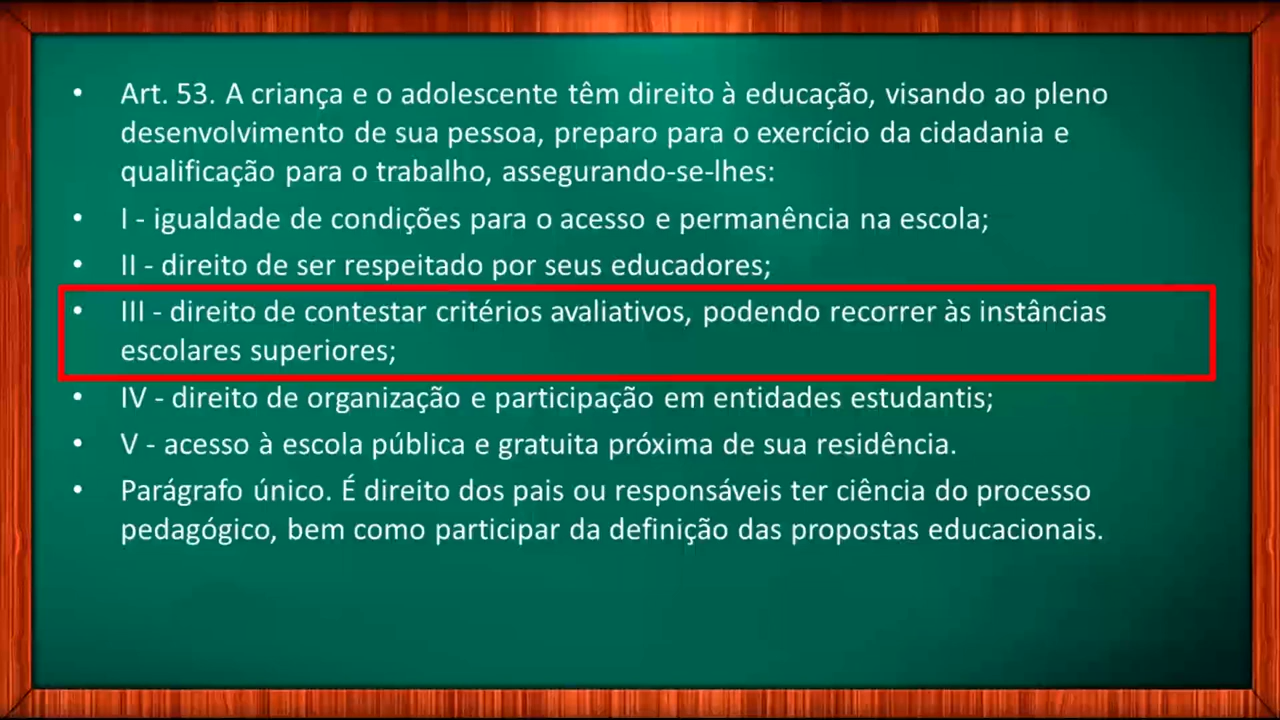 • Art. 53. A criança e o adolescente têm direito à educação, visando ao pleno
desenvolvimento de sua pessoa, preparo para o exercício da cidadania e
qualificação para o trabalho, assegurando-se-lhes:
• I - igualdade de condições para o acesso e permanência na escola;
• II - direito de ser respeitado por seus educadores;
• III - direito de contestar critérios avaliativos, podendo recorrer às instâncias
escolares superiores;
• IV - direito de organização e participação em entidades estudantis;
• V - acesso à escola pública e gratuita próxima de sua residência.
• Parágrafo único. É direito dos pais ou responsáveis ter ciência do processo
pedagógico, bem como participar da definição das propostas educacionais.